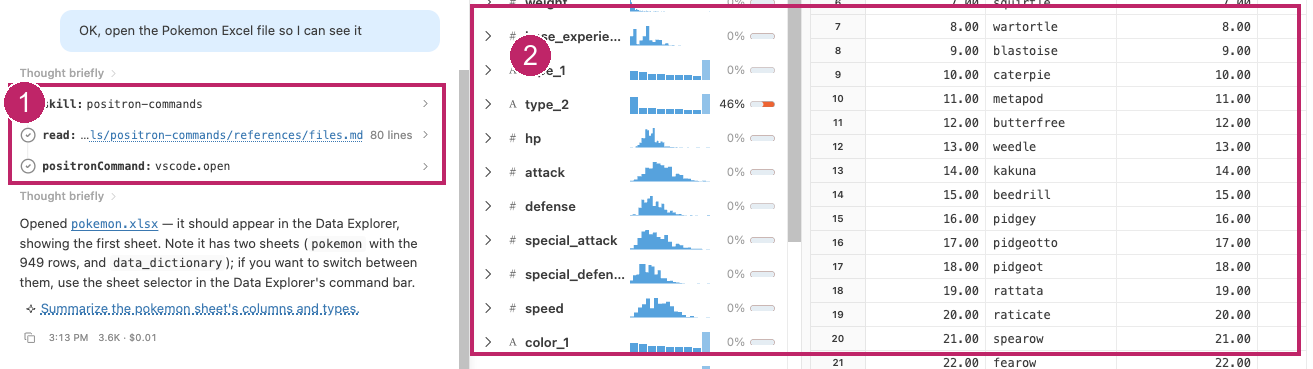 OK, open the Pokemon Excel file so I can see it
Thought briefly
1
skill: positron-commands
read: ...ls/positron-commands/references/files.md 80 lines
positronCommand: vscode.open
Thought briefly
Opened pokemon.xlsx — it should appear in the Data Explorer,
showing the first sheet. Note it has two sheets ( pokemon with the
949 rows, and data_dictionary ); if you want to switch between
them, use the sheet selector in the Data Explorer's command bar.
Summarize the pokemon sheet's columns and types.
3:13 PM 3.6K · $0.01
2
# weight
# base_experie... 0%
type_1 0%
A type_2 46%
# hp 0%
# attack 0%
# defense 0%
# special_attack 0%
# special_defen... 0%
# speed 0%
A color_1 0%
6 7.00 squirtle 7.00
7 8.00 wartortle 8.00
8 9.00 blastoise 9.00
9 10.00 caterpie 10.00
10 11.00 metapod 11.00
11 12.00 butterfree 12.00
12 13.00 weedle 13.00
13 14.00 kakuna 14.00
14 15.00 beedrill 15.00
15 16.00 pidgey 16.00
16 17.00 pidgeotto 17.00
17 18.00 pidgeot 18.00
18 19.00 rattata 19.00
19 20.00 raticate 20.00
20 21.00 spearow 21.00
21 22.00 fearow 22.00